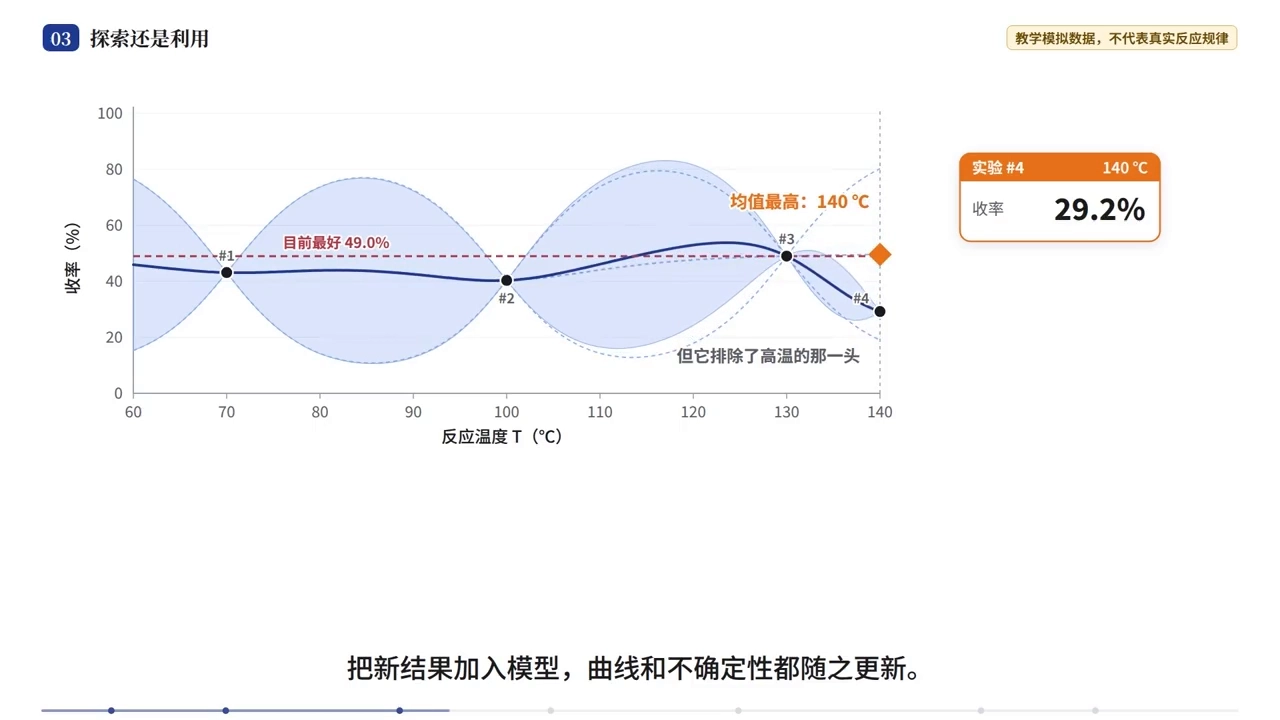 03 探索还是利用
教学模拟数据，不代表真实反应规律
100
80
60
40
20
0
收率（%）
60 70 80 90 100 110 120 130 140
反应温度 T（℃）
目前最好 49.0%
均值最高：140 ℃
但它排除了高温的那一头
#1
#2
#3
#4
实验 #4 140 ℃
收率 29.2%
把新结果加入模型，曲线和不确定性都随之更新。